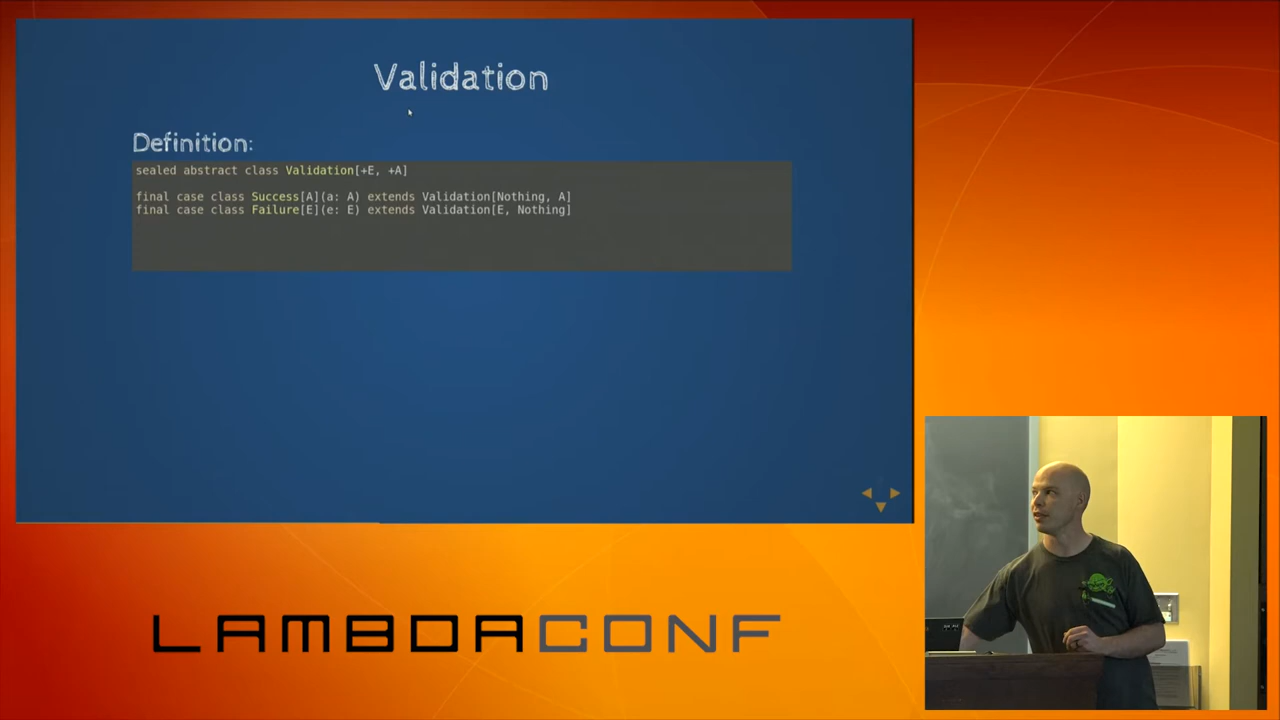 Validation
Definition:
sealed abstract class Validation[+E, +A]
final case class Success[A](a: A) extends Validation[Nothing, A]
final case class Failure[E](e: E) extends Validation[E, Nothing]
LAMBDACONF